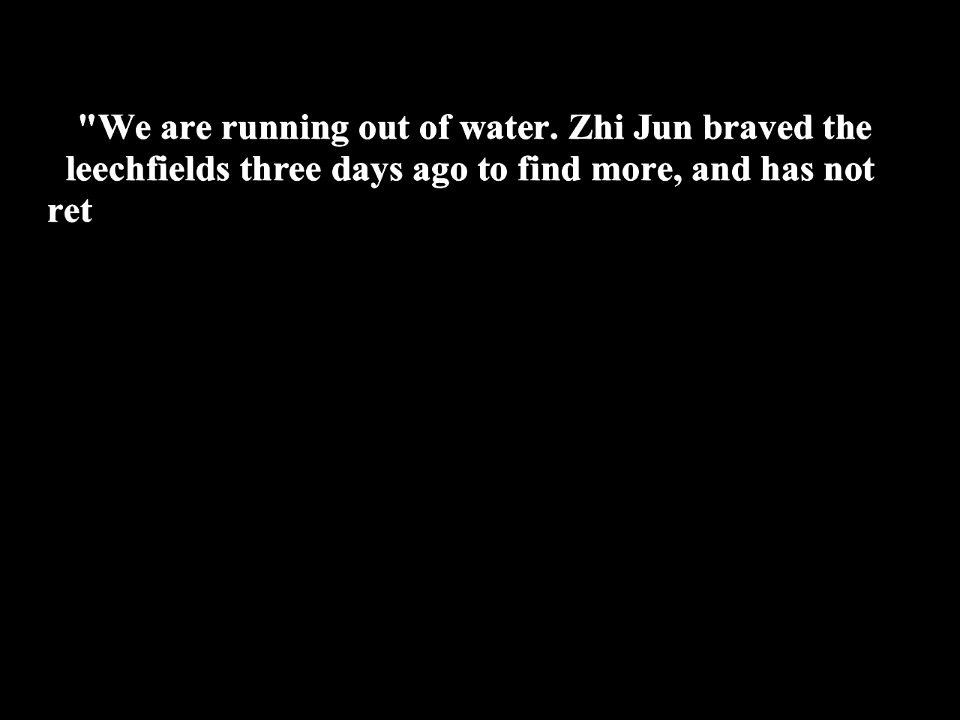 "We are running out of water. Zhi Jun braved the
leechfields three days ago to find more, and has not
ret